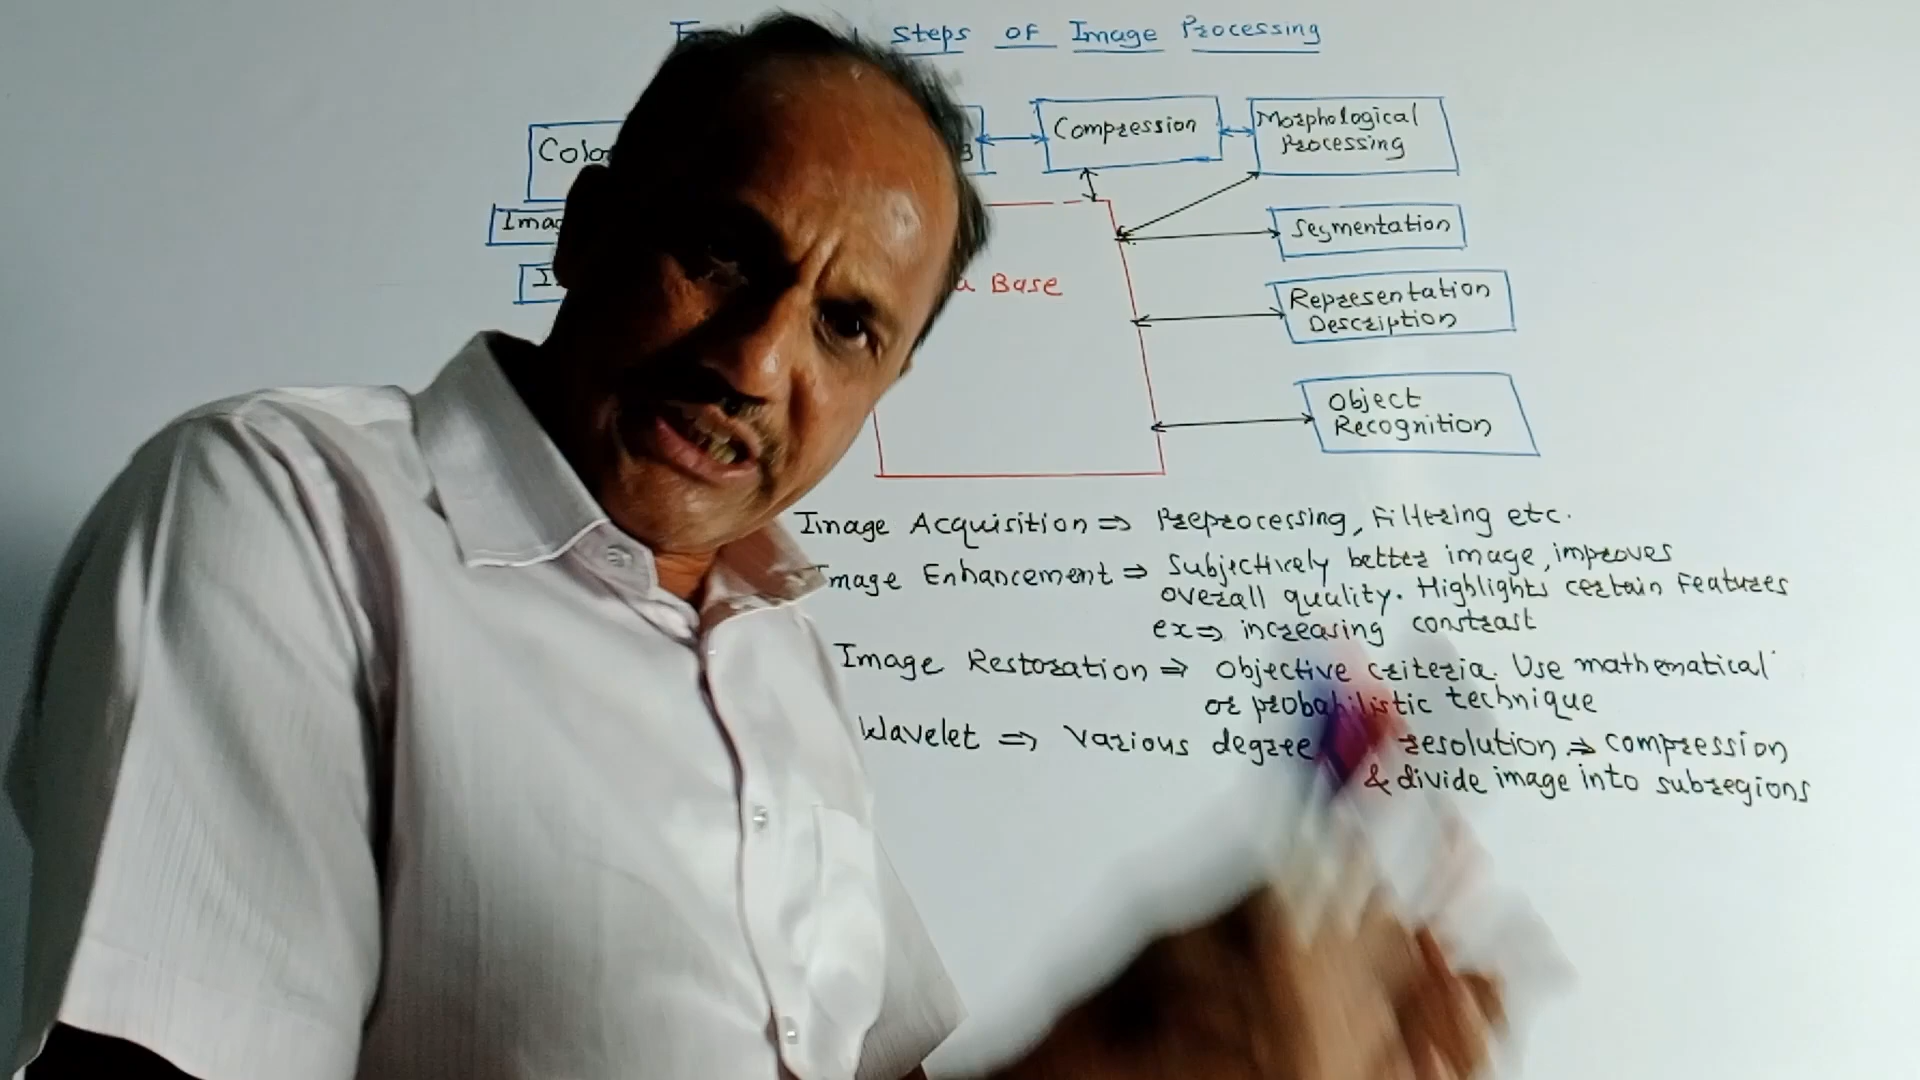 steps of Image Processing
Compression
Morphological
Processing
Segmentation
Base
Representation
Description
Object
Recognition
Image Acquisition ⇒ Preprocessing, Filtering etc.
Image Enhancement ⇒ Subjectively better image, improves
overall quality. Highlights certain Features
ex ⇒ increasing contrast
Image Restoration ⇒ Objective criteria. Use mathematical
or probabilistic technique
Wavelet ⇒ Various degree resolution ⇒ compression
& divide image into subregions